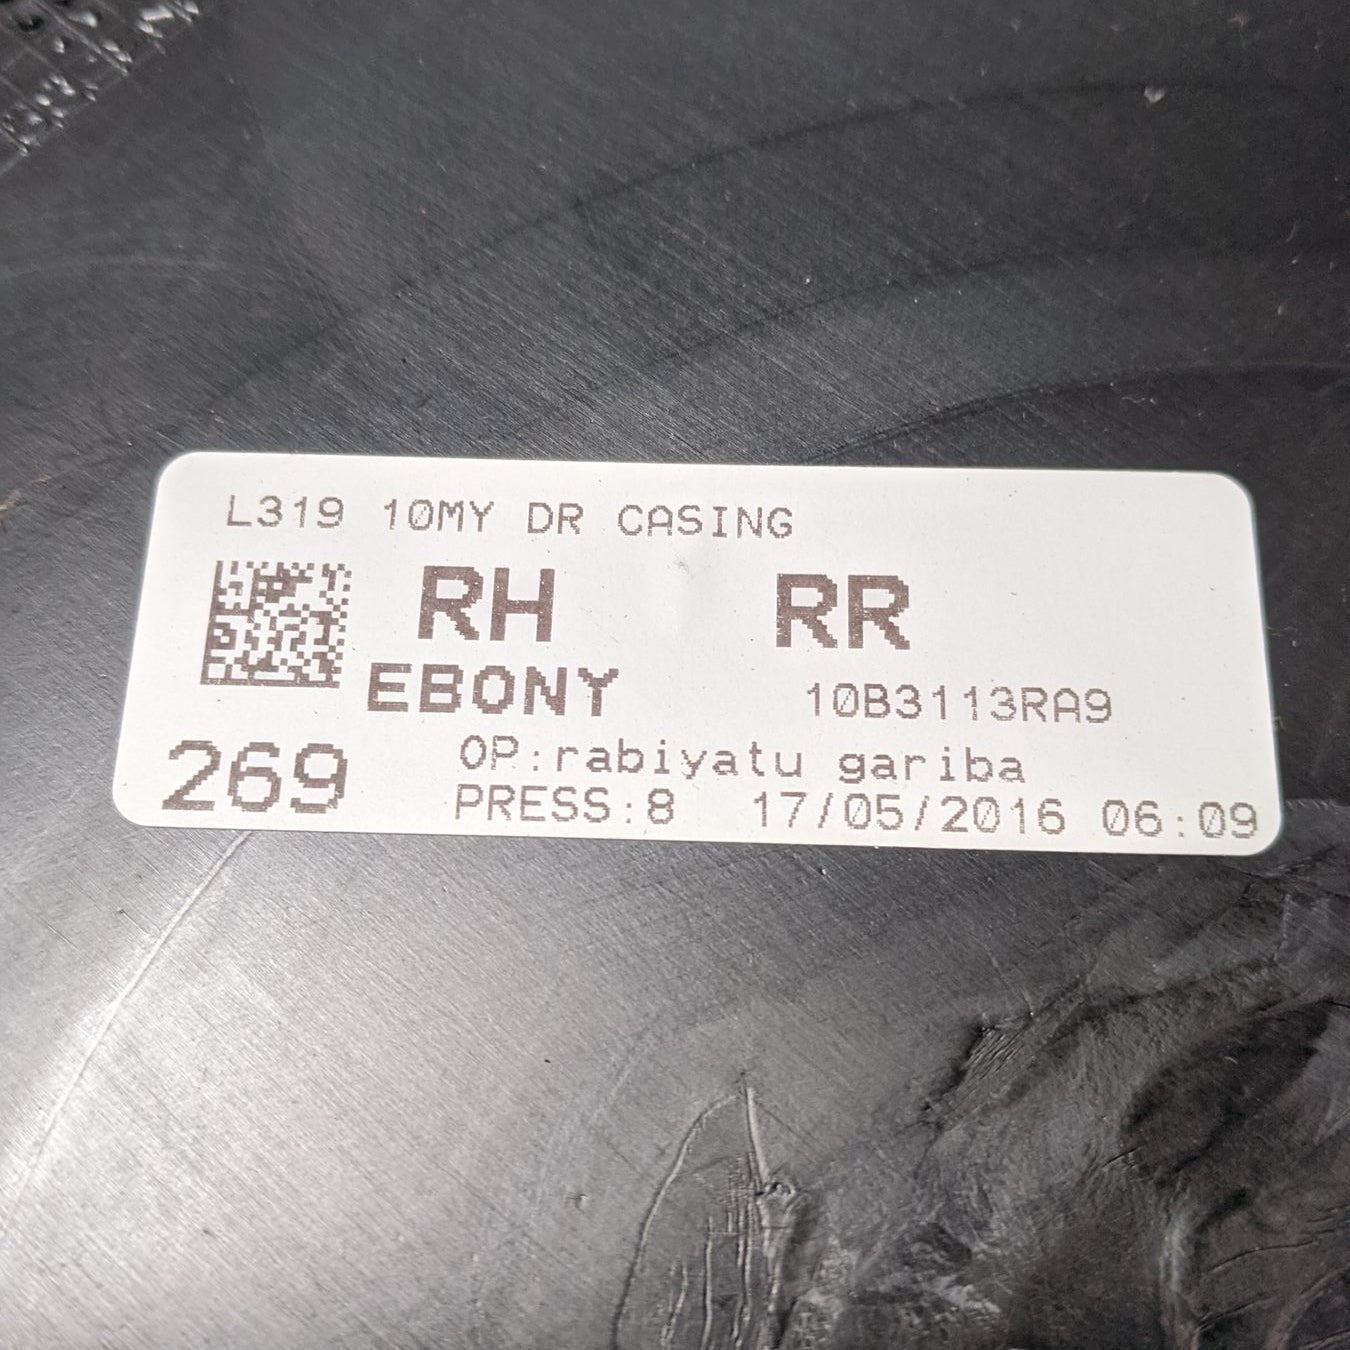 L319 10MY DR CASING
RH RR
EBONY 10B3113RA9
269 OP:rabiyatu gariba
PRESS:8 17/05/2016 06:09